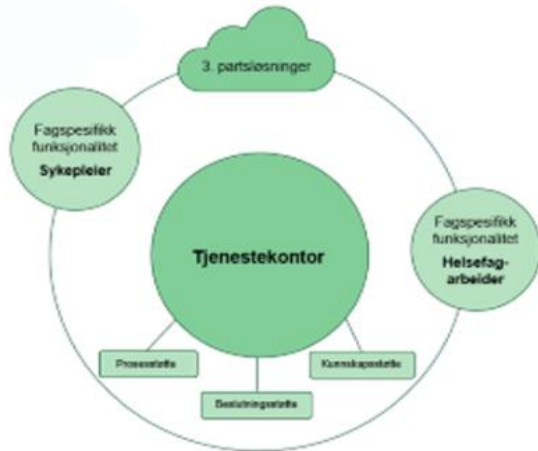 3. partsløsninger
Fagspesifikk
funksjonalitet
Sykepleier
Fagspesifikk
funksjonalitet
Helsefag-
arbeider
Tjenestekontor
Prosesstøtte
Kunnskapsstøtte
Beslutningsstøtte